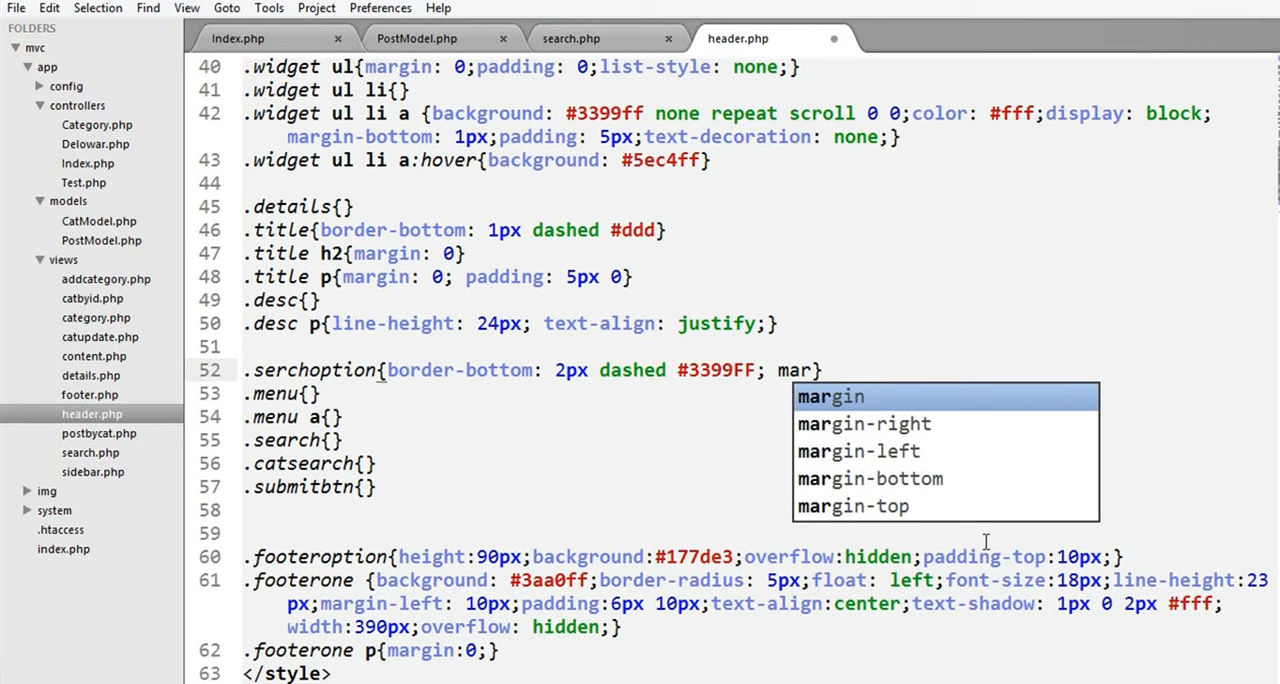 File Edit Selection Find View Goto Tools Project Preferences Help
FOLDERS
mvc
app
config
controllers
Category.php
Delowar.php
Index.php
Test.php
models
CatModel.php
PostModel.php
views
addcategory.php
catbyid.php
category.php
catupdate.php
content.php
details.php
footer.php
header.php
postbycat.php
search.php
sidebar.php
img
system
.htaccess
index.php
Index.php × PostModel.php × search.php × header.php
40 .widget ul{margin: 0;padding: 0;list-style: none;}
41 .widget ul li{}
42 .widget ul li a {background: #3399ff none repeat scroll 0 0;color: #fff;display: block;
margin-bottom: 1px;padding: 5px;text-decoration: none;}
43 .widget ul li a:hover{background: #5ec4ff}
44
45 .details{}
46 .title{border-bottom: 1px dashed #ddd}
47 .title h2{margin: 0}
48 .title p{margin: 0; padding: 5px 0}
49 .desc{}
50 .desc p{line-height: 24px; text-align: justify;}
51
52 .serchoption{border-bottom: 2px dashed #3399FF; mar}
53 .menu{}
54 .menu a{}
55 .search{}
56 .catsearch{}
57 .submitbtn{}
58
59
60 .footeroption{height:90px;background:#177de3;overflow:hidden;padding-top:10px;}
61 .footerone {background: #3aa0ff;border-radius: 5px;float: left;font-size:18px;line-height:23
px;margin-left: 10px;padding:6px 10px;text-align:center;text-shadow: 1px 0 2px #fff;
width:390px;overflow: hidden;}
62 .footerone p{margin:0;}
63 </style>
margin
margin-right
margin-left
margin-bottom
margin-top